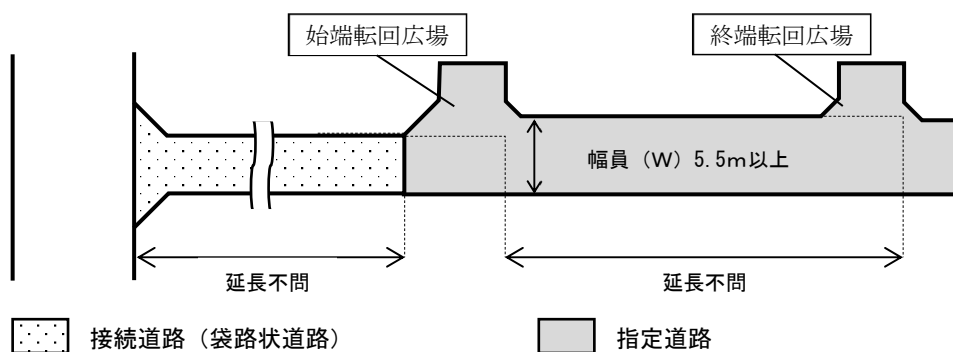 始端転回広場
終端転回広場
幅員（W）5.5m以上
延長不問
延長不問
接続道路（袋路状道路）
指定道路